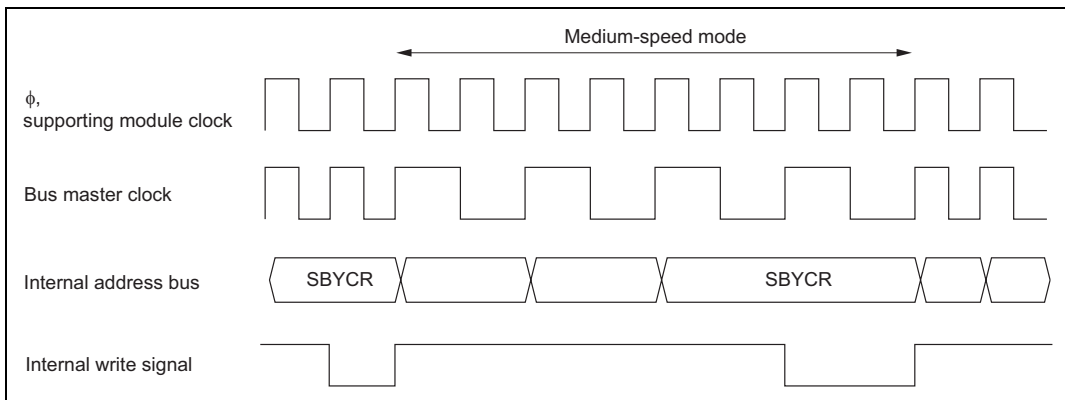 Medium-speed mode
ϕ,
supporting module clock
Bus master clock
Internal address bus
SBYCR
SBYCR
Internal write signal